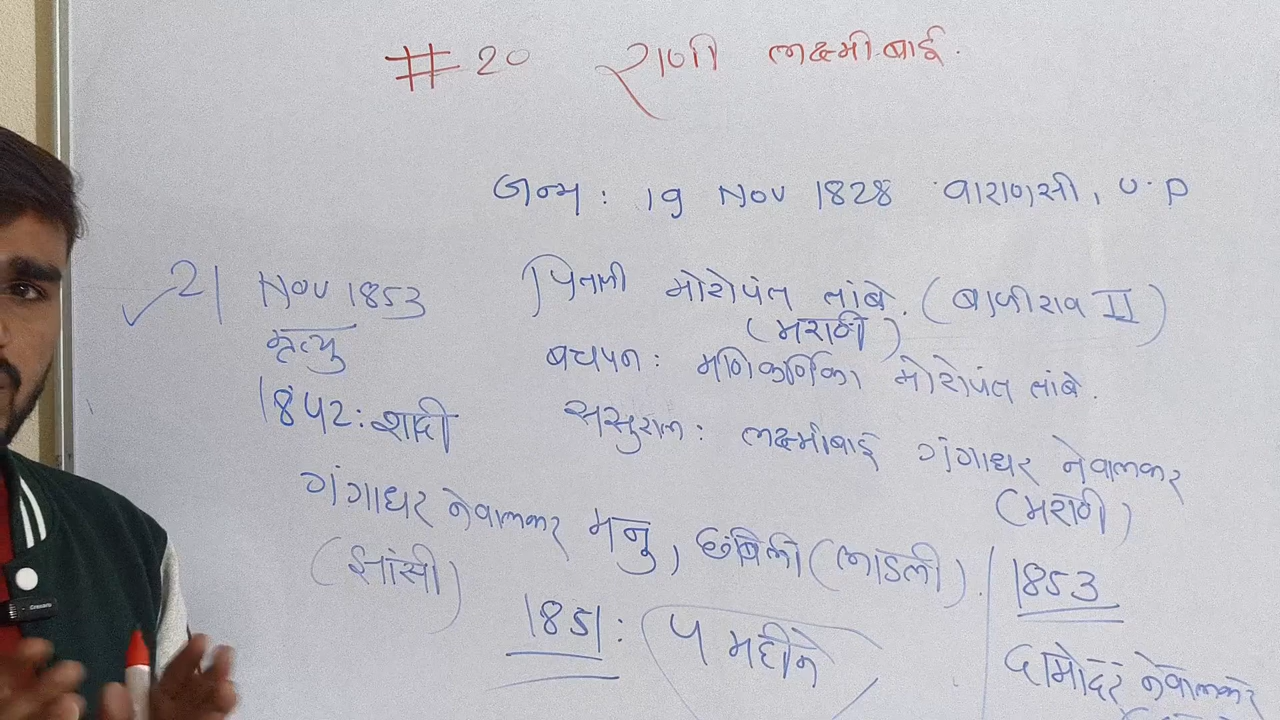 # 20 राणी लक्ष्मीबाई.
जन्म : 19 Nov 1828 वाराणसी, U.P
21 Nov 1853
मृत्यु
1842 : शादी
गंगाधर नेवालकर
(झांसी)
मोरोपंत तांबे. (बाजीराव II)
(मराठी)
बचपन : मणिकर्णिका मोरोपंत तांबे.
ससुराल : लक्ष्मीबाई गंगाधर नेवालकर
(मराठी)
मनु, छबिली (लाडली).
1851 : 4 महीने
1853
दामोदर नेवालकर